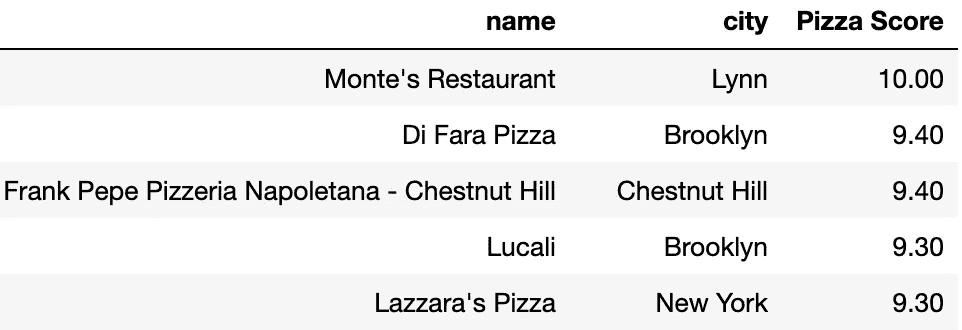 name city Pizza Score
Monte's Restaurant Lynn 10.00
Di Fara Pizza Brooklyn 9.40
Frank Pepe Pizzeria Napoletana - Chestnut Hill Chestnut Hill 9.40
Lucali Brooklyn 9.30
Lazzara's Pizza New York 9.30